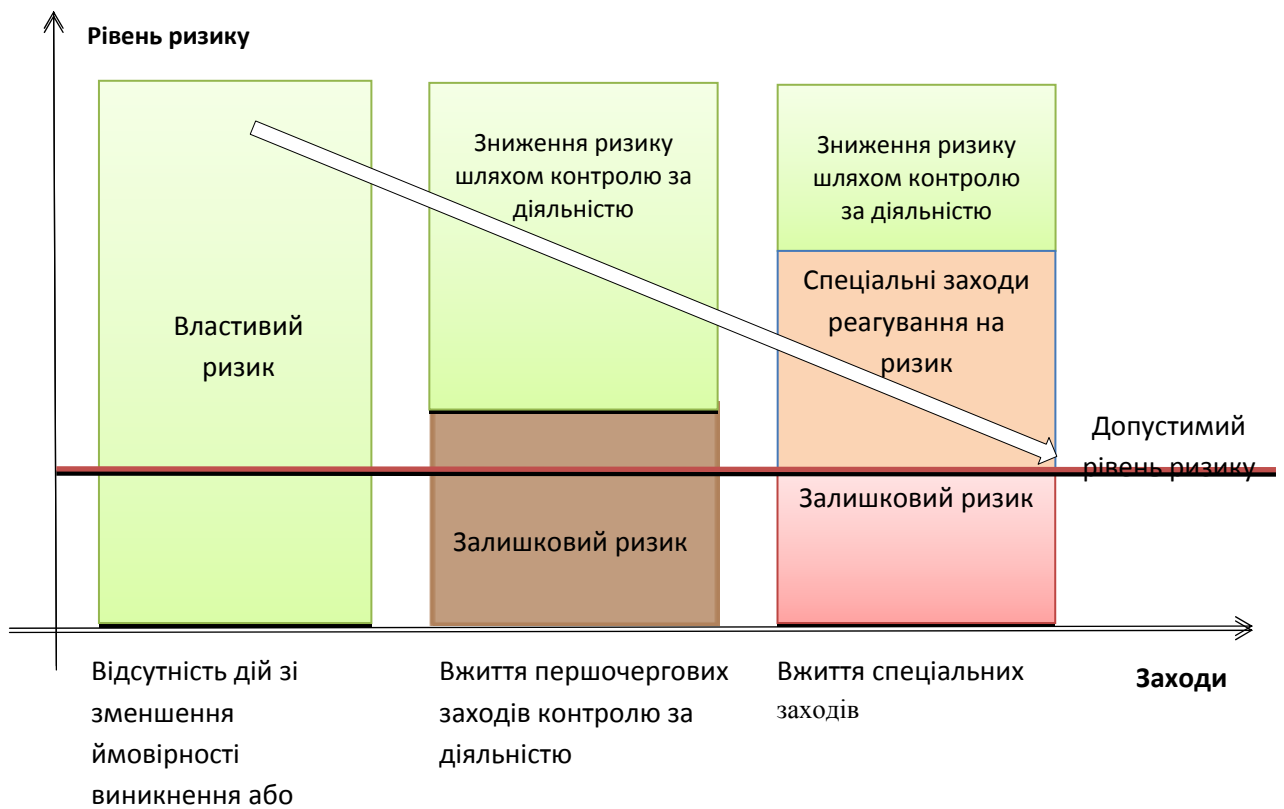 Рівень ризику
Властивий
ризик
Зниження ризику
шляхом контролю за
діяльністю
Залишковий ризик
Зниження ризику
шляхом контролю
за діяльністю
Спеціальні заходи
реагування на
ризик
Залишковий ризик
Допустимий
рівень ризику
Відсутність дій зі
зменшення
ймовірності
виникнення або
Вжиття першочергових
заходів контролю за
діяльністю
Вжиття спеціальних
заходів
Заходи